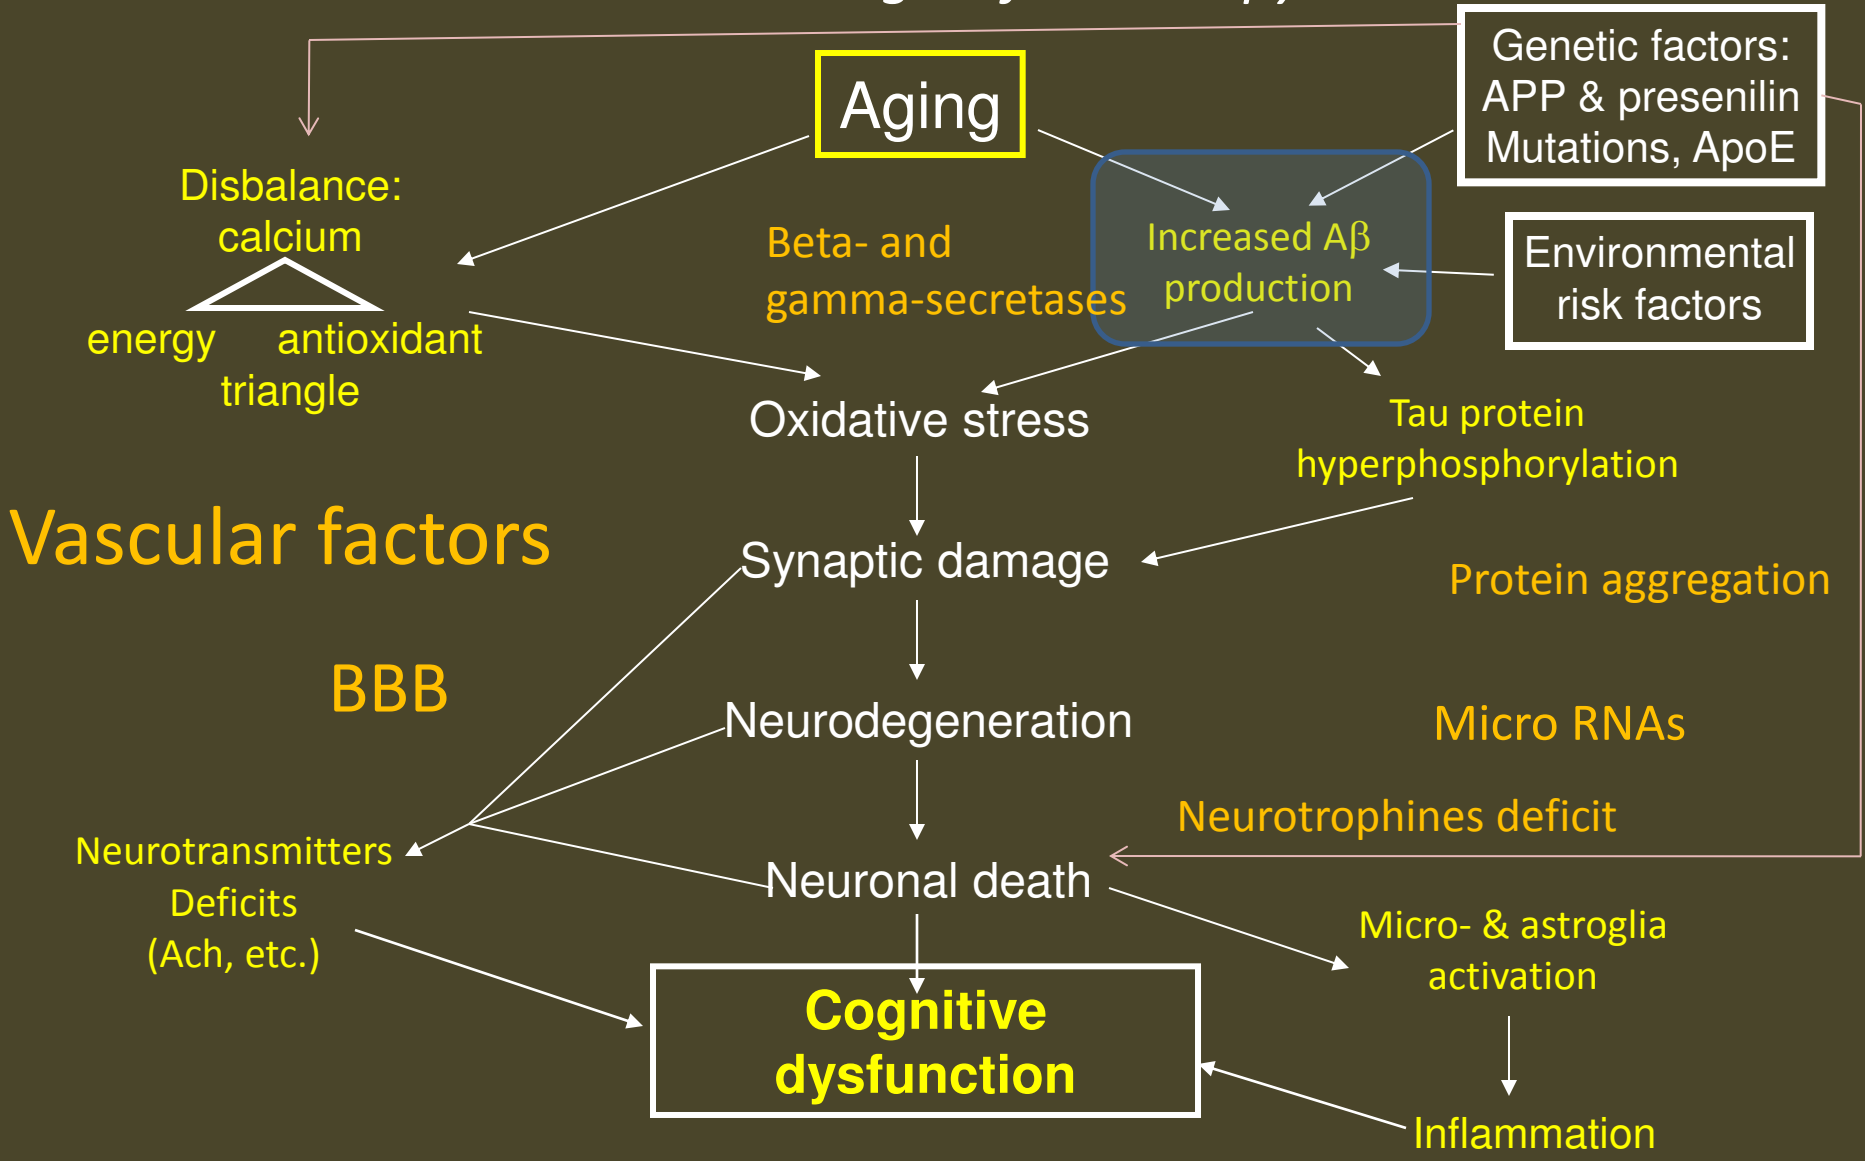 Aging
Genetic factors:
APP & presenilin
Mutations, ApoE
Disbalance:
calcium
energy antioxidant
triangle
Beta- and
gamma-secretases
Increased Aβ
production
Environmental
risk factors
Oxidative stress
Tau protein
hyperphosphorylation
Vascular factors
Synaptic damage
Protein aggregation
BBB
Neurodegeneration
Micro RNAs
Neurotrophines deficit
Neurotransmitters
Deficits
(Ach, etc.)
Neuronal death
Micro- & astroglia
activation
Cognitive
dysfunction
Inflammation